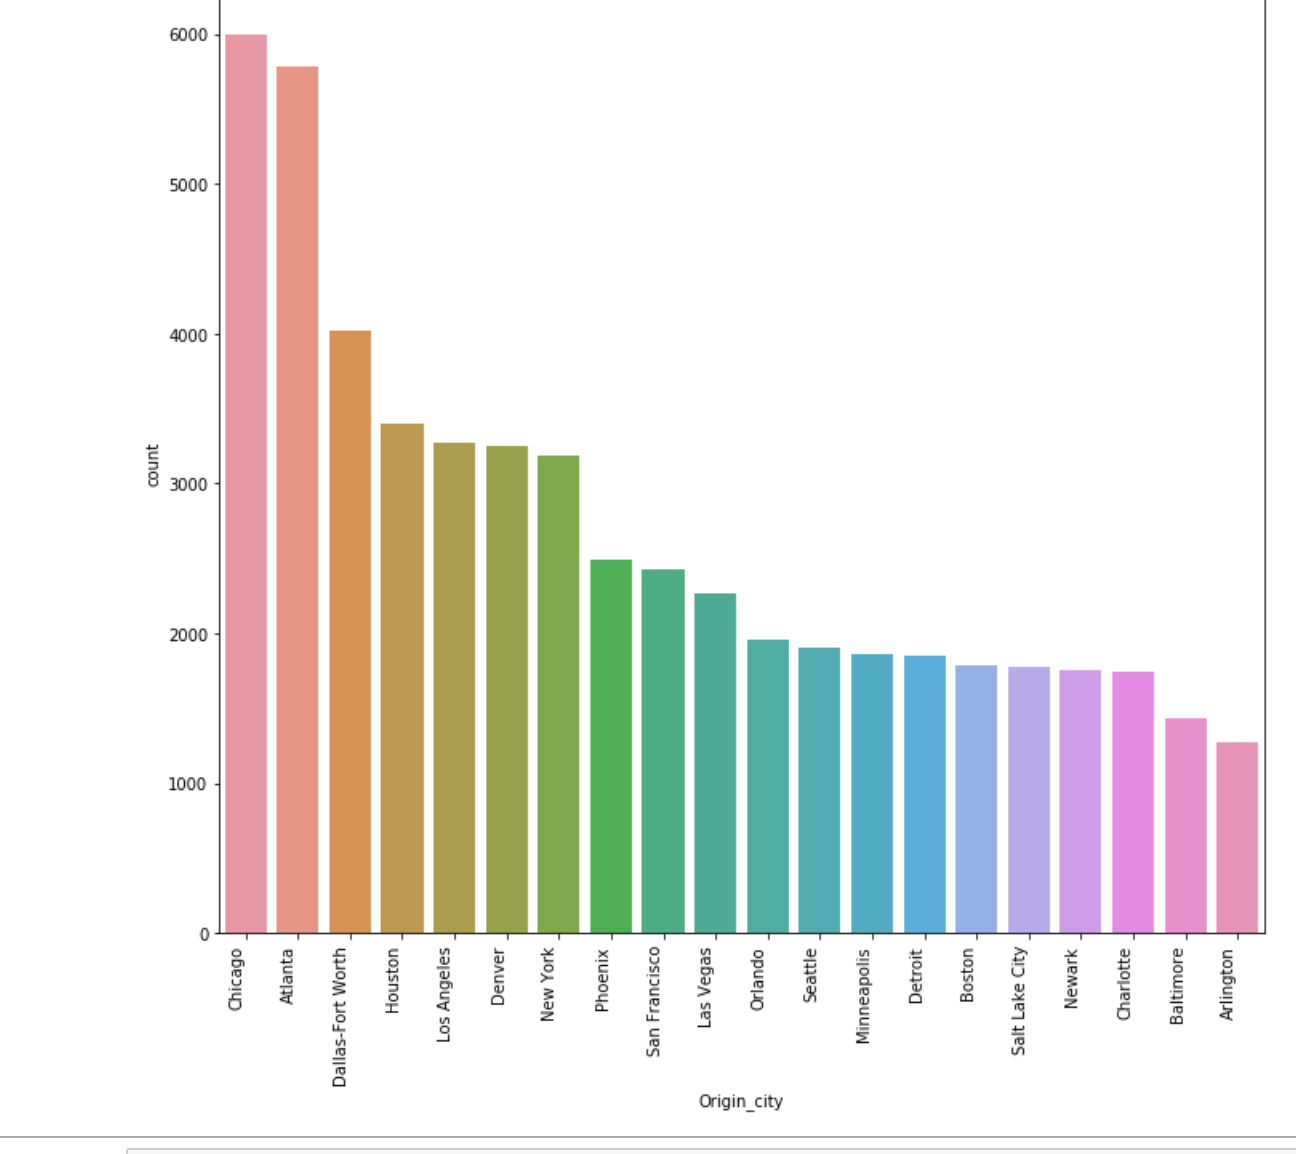 6000
5000
4000
3000
2000
1000
0
count
Chicago
Atlanta
Dallas-Fort Worth
Houston
Los Angeles
Denver
New York
Phoenix
San Francisco
Las Vegas
Orlando
Seattle
Minneapolis
Detroit
Boston
Salt Lake City
Newark
Charlotte
Baltimore
Arlington
Origin_city